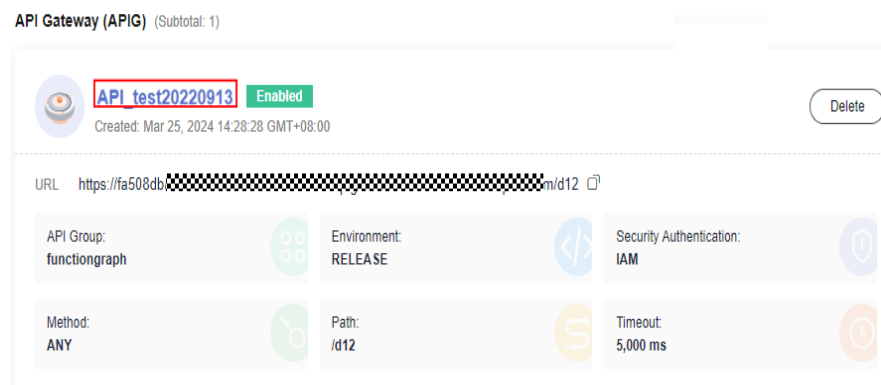 API Gateway (APIG) (Subtotal: 1)
API_test20220913 Enabled
Delete
Created: Mar 25, 2024 14:28:28 GMT+08:00
URL https://fa508db m/d12
API Group: Environment: Security Authentication:
functiongraph RELEASE IAM
Method: Path: Timeout:
ANY /d12 5,000 ms